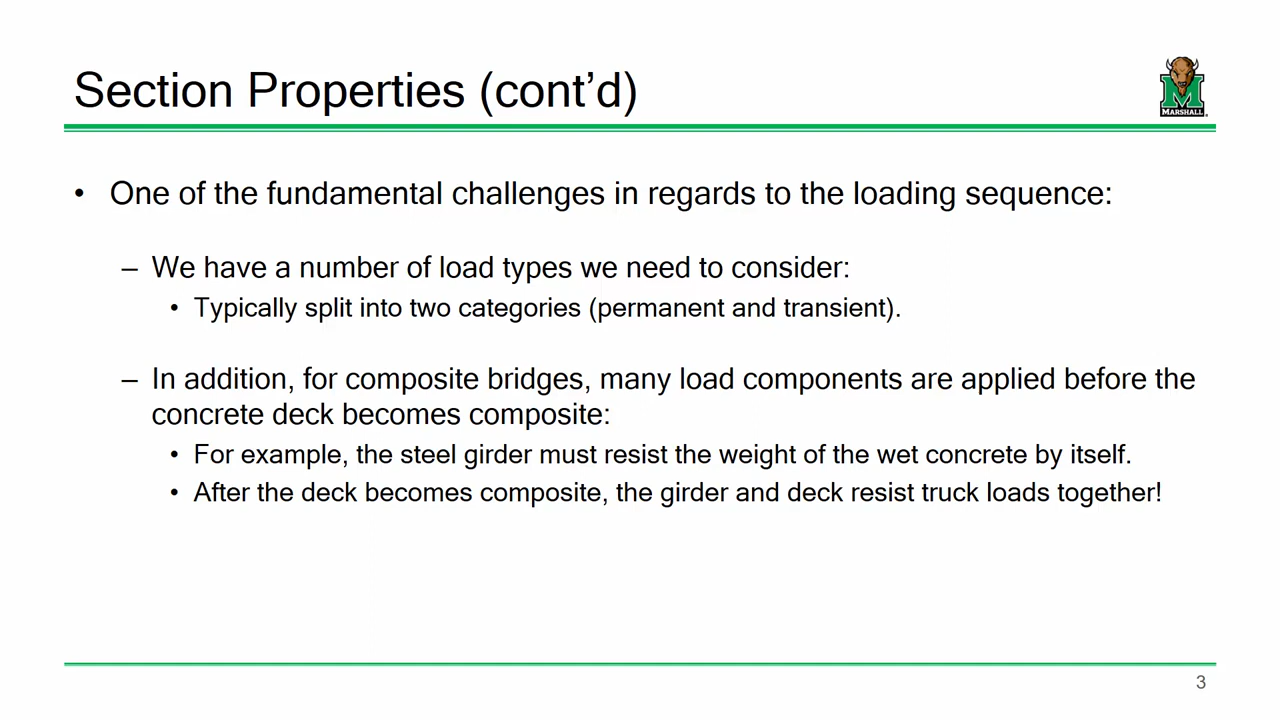 Section Properties (cont’d)
MARSHALL
• One of the fundamental challenges in regards to the loading sequence:
– We have a number of load types we need to consider:
• Typically split into two categories (permanent and transient).
– In addition, for composite bridges, many load components are applied before the
concrete deck becomes composite:
• For example, the steel girder must resist the weight of the wet concrete by itself.
• After the deck becomes composite, the girder and deck resist truck loads together!
3